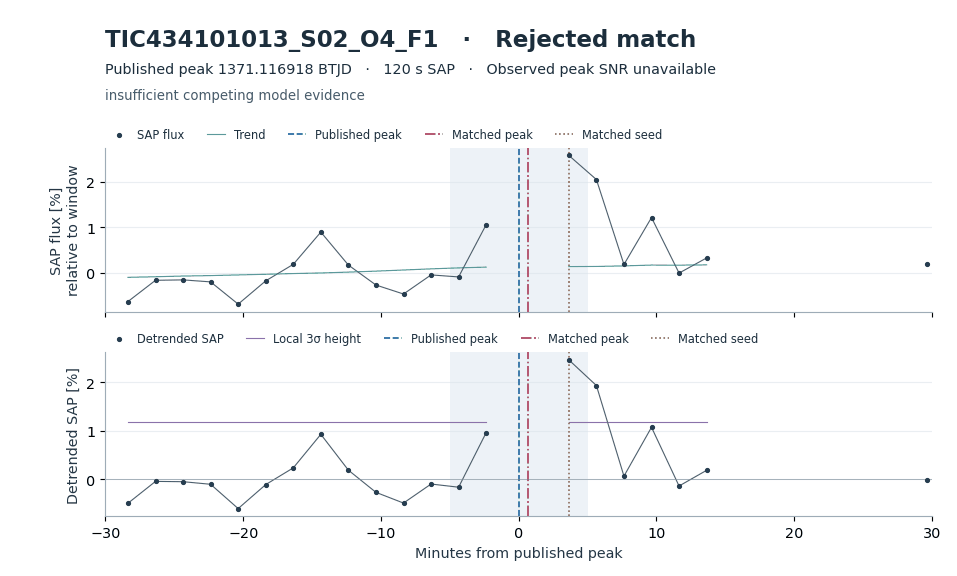 TIC434101013_S02_O4_F1 · Rejected match
Published peak 1371.116918 BTJD · 120 s SAP · Observed peak SNR unavailable
insufficient competing model evidence
SAP flux Trend Published peak Matched peak Matched seed
SAP flux [%]
relative to window
2
1
0
Detrended SAP Local 3σ height Published peak Matched peak Matched seed
Detrended SAP [%]
2
1
0
−30 −20 −10 0 10 20 30
Minutes from published peak